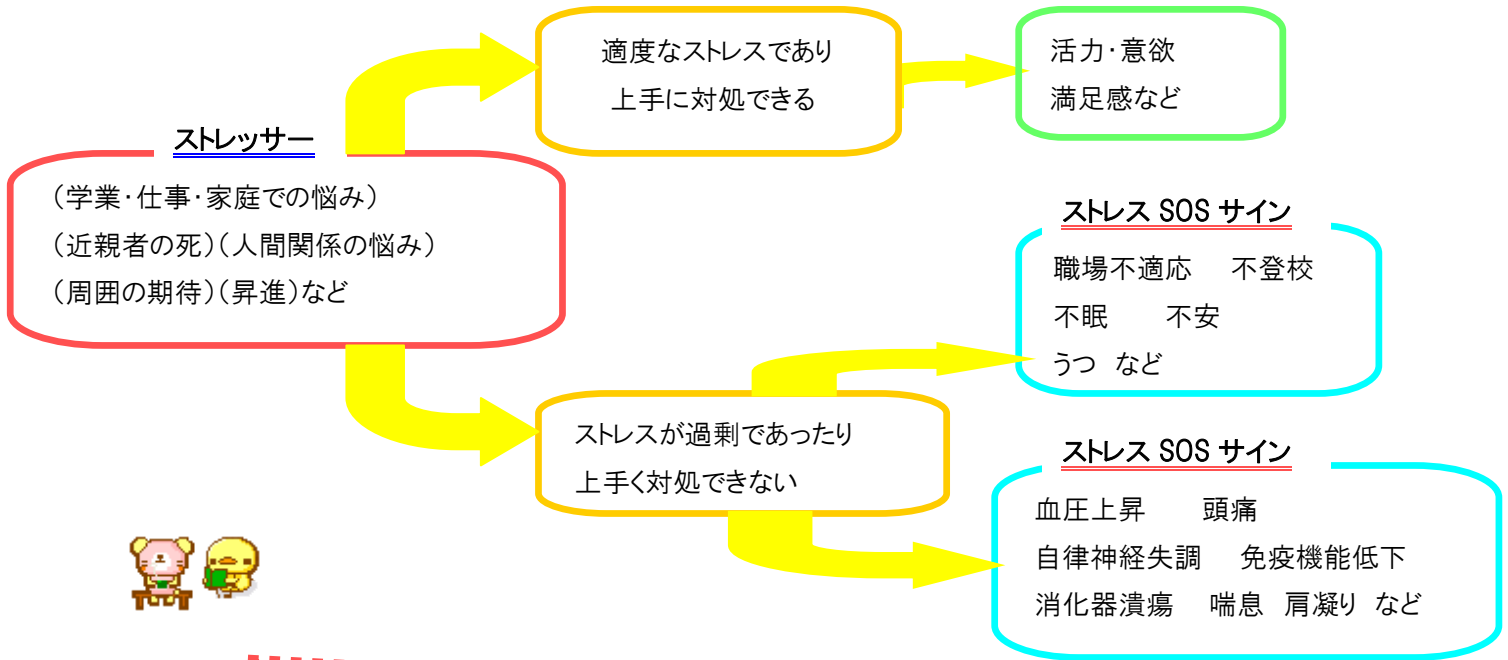 適度なストレスであり
上手に対処できる
活力・意欲
満足感など
ストレッサー
（学業・仕事・家庭での悩み）
（近親者の死）（人間関係の悩み）
（周囲の期待）（昇進）など
ストレス SOS サイン
職場不適応 不登校
不眠 不安
うつ など
ストレスが過剰であったり
上手く対処できない
ストレス SOS サイン
血圧上昇 頭痛
自律神経失調 免疫機能低下
消化器潰瘍 喘息 肩凝り など